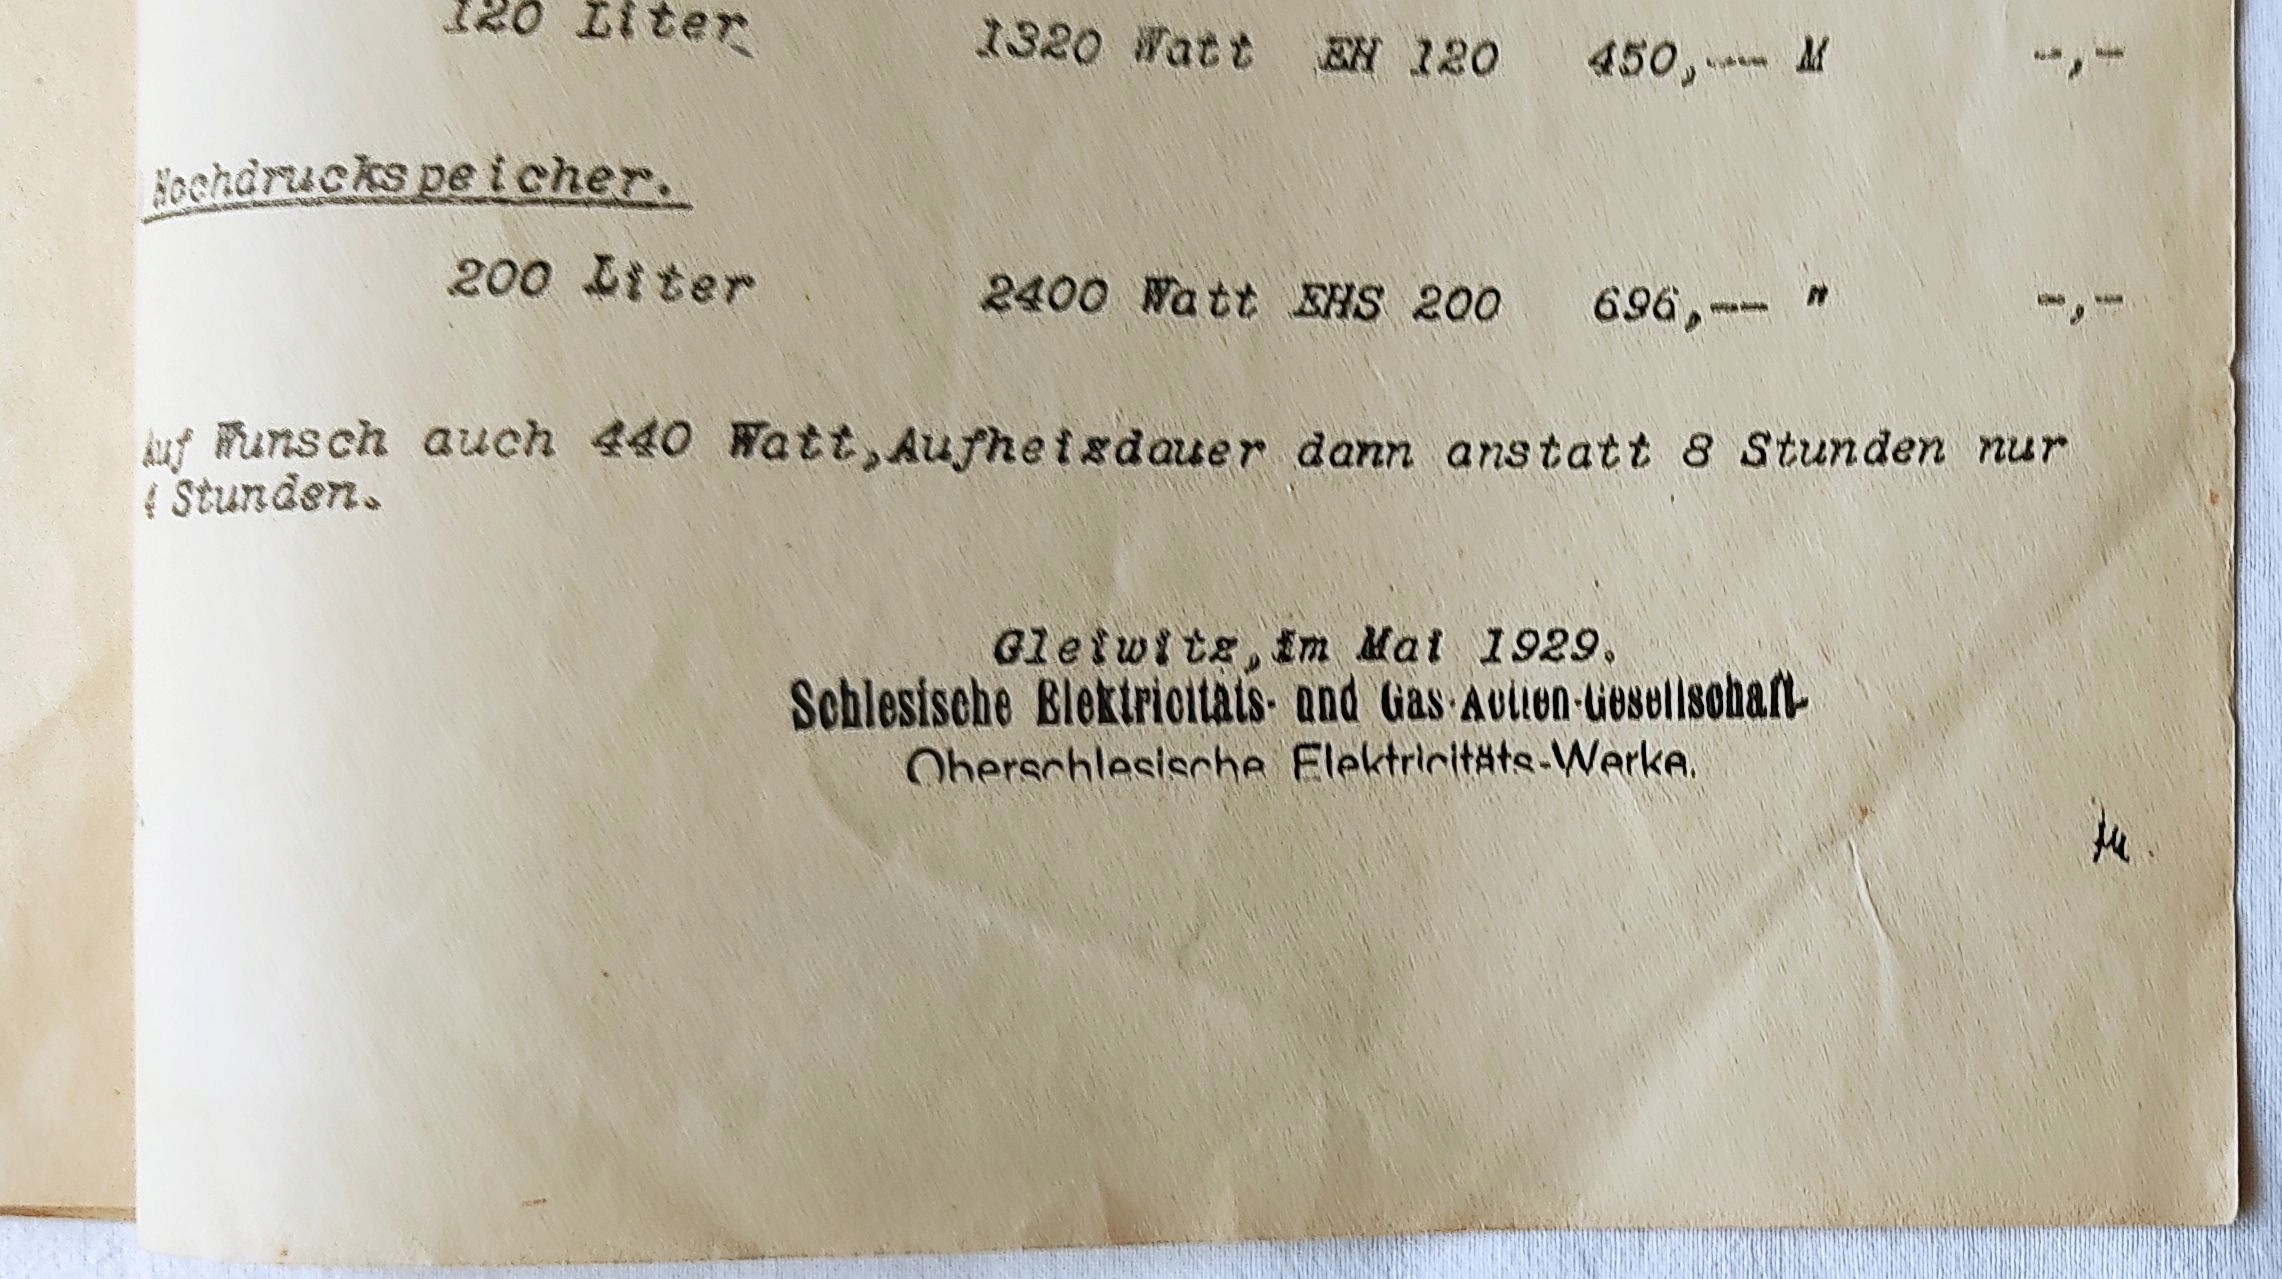 120 Liter 1320 Watt EH 120 450,-- M -,-
Hochdruckspeicher.
200 Liter 2400 Watt EHS 200 696,-- " -,-
Auf Wunsch auch 440 Watt,Aufheizdauer dann anstatt 8 Stunden nur
4 Stunden.
Gleiwitz,im Mai 1929.
Schlesische Elektricitäts- und Gas-Actien-Gesellschaft
Oberschlesische Elektricitäts-Werke.